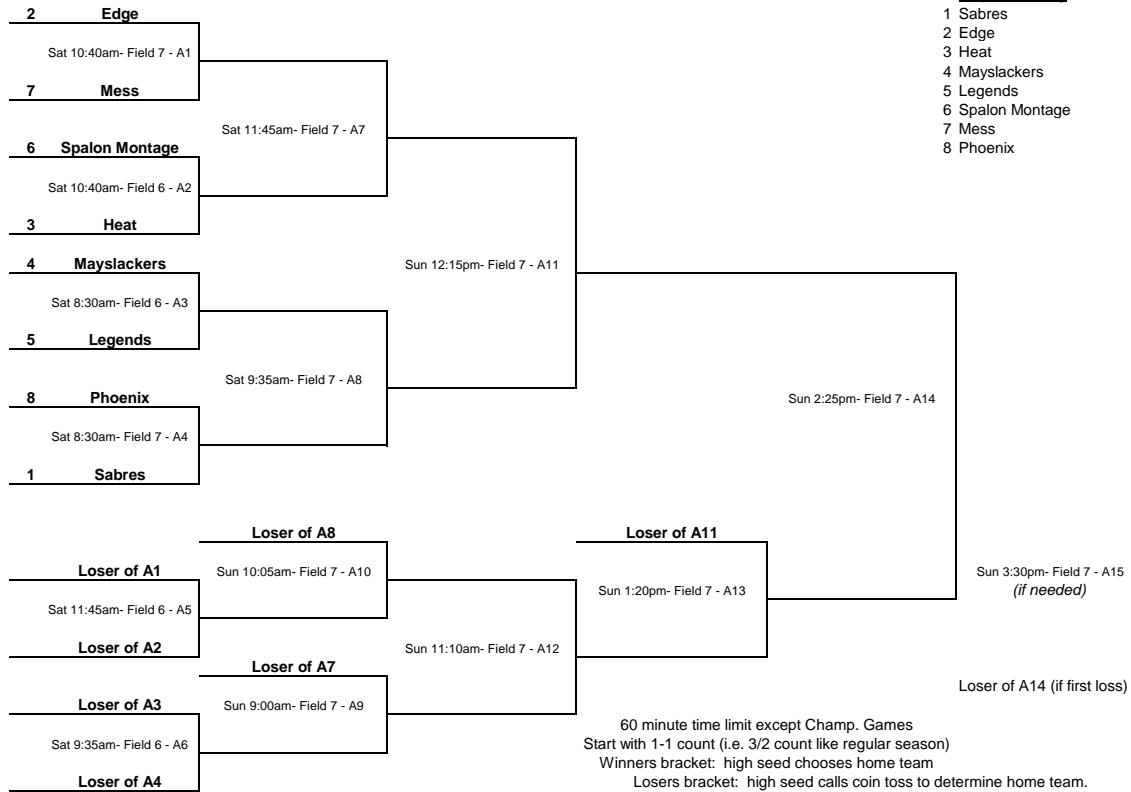 2 Edge
Sat 10:40am- Field 7 - A1
7 Mess
Sat 11:45am- Field 7 - A7
6 Spalon Montage
Sat 10:40am- Field 6 - A2
3 Heat
4 Mayslackers
Sun 12:15pm- Field 7 - A11
Sat 8:30am- Field 6 - A3
5 Legends
Sat 9:35am- Field 7 - A8
8 Phoenix
Sun 2:25pm- Field 7 - A14
Sat 8:30am- Field 7 - A4
1 Sabres
1 Sabres
2 Edge
3 Heat
4 Mayslackers
5 Legends
6 Spalon Montage
7 Mess
8 Phoenix
Loser of A8
Loser of A11
Loser of A1
Sun 10:05am- Field 7 - A10
Sun 3:30pm- Field 7 - A15
(if needed)
Sun 1:20pm- Field 7 - A13
Sat 11:45am- Field 6 - A5
Loser of A2
Sun 11:10am- Field 7 - A12
Loser of A7
Loser of A14 (if first loss)
Loser of A3
Sun 9:00am- Field 7 - A9
Sat 9:35am- Field 6 - A6
Loser of A4
60 minute time limit except Champ. Games
Start with 1-1 count (i.e. 3/2 count like regular season)
Winners bracket: high seed chooses home team
Losers bracket: high seed calls coin toss to determine home team.